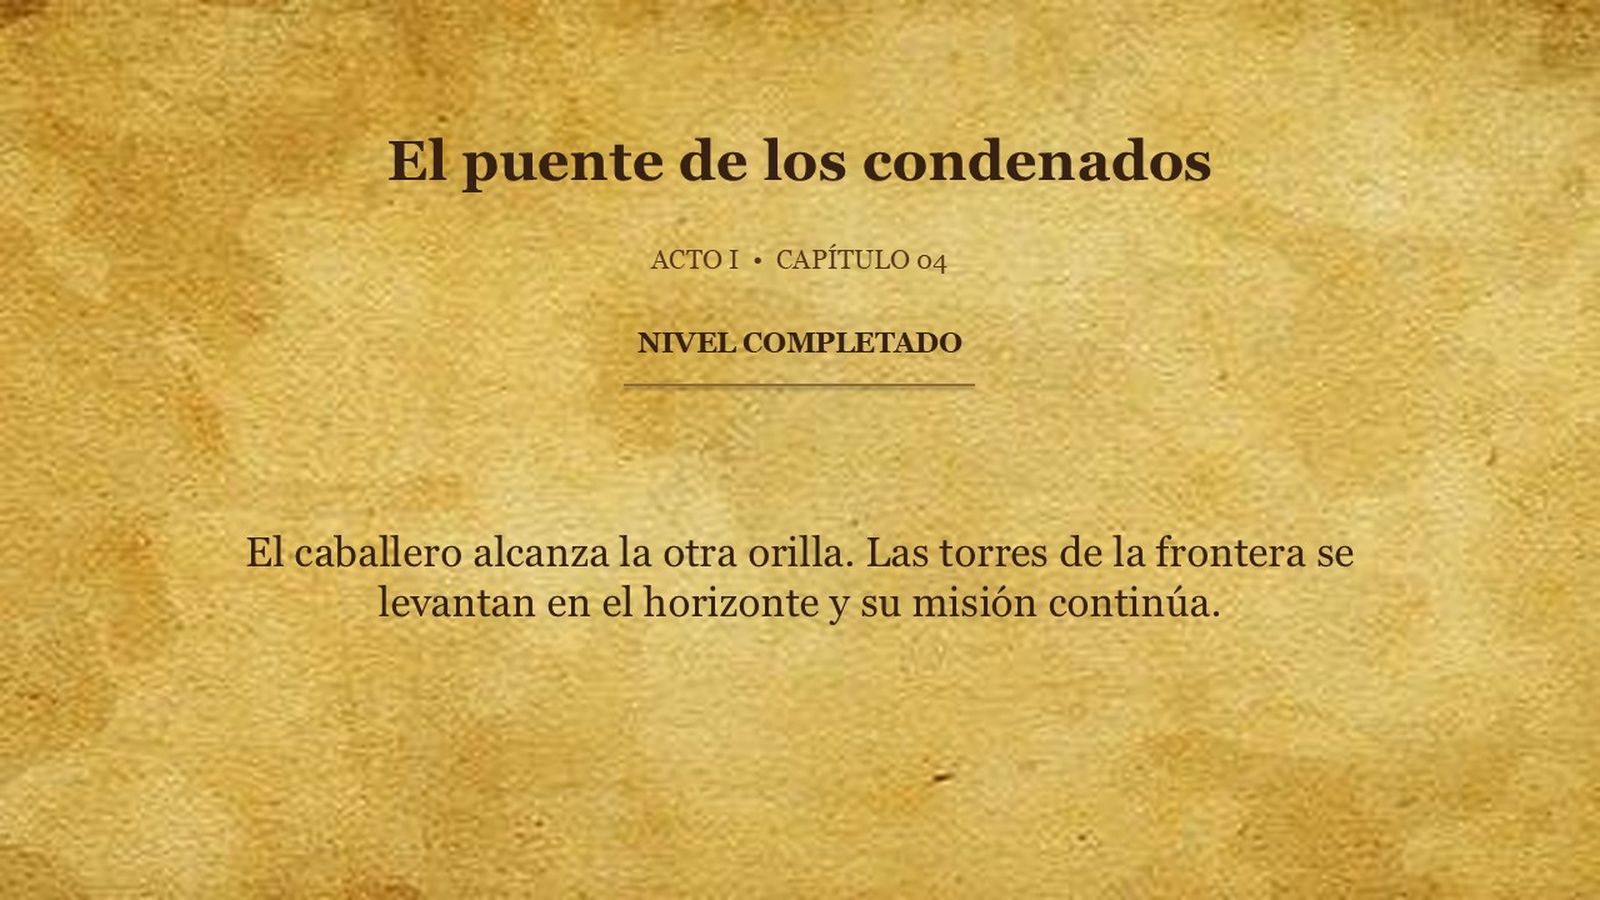 El puente de los condenados
ACTO I • CAPÍTULO 04
NIVEL COMPLETADO
El caballero alcanza la otra orilla. Las torres de la frontera se
levantan en el horizonte y su misión continúa.